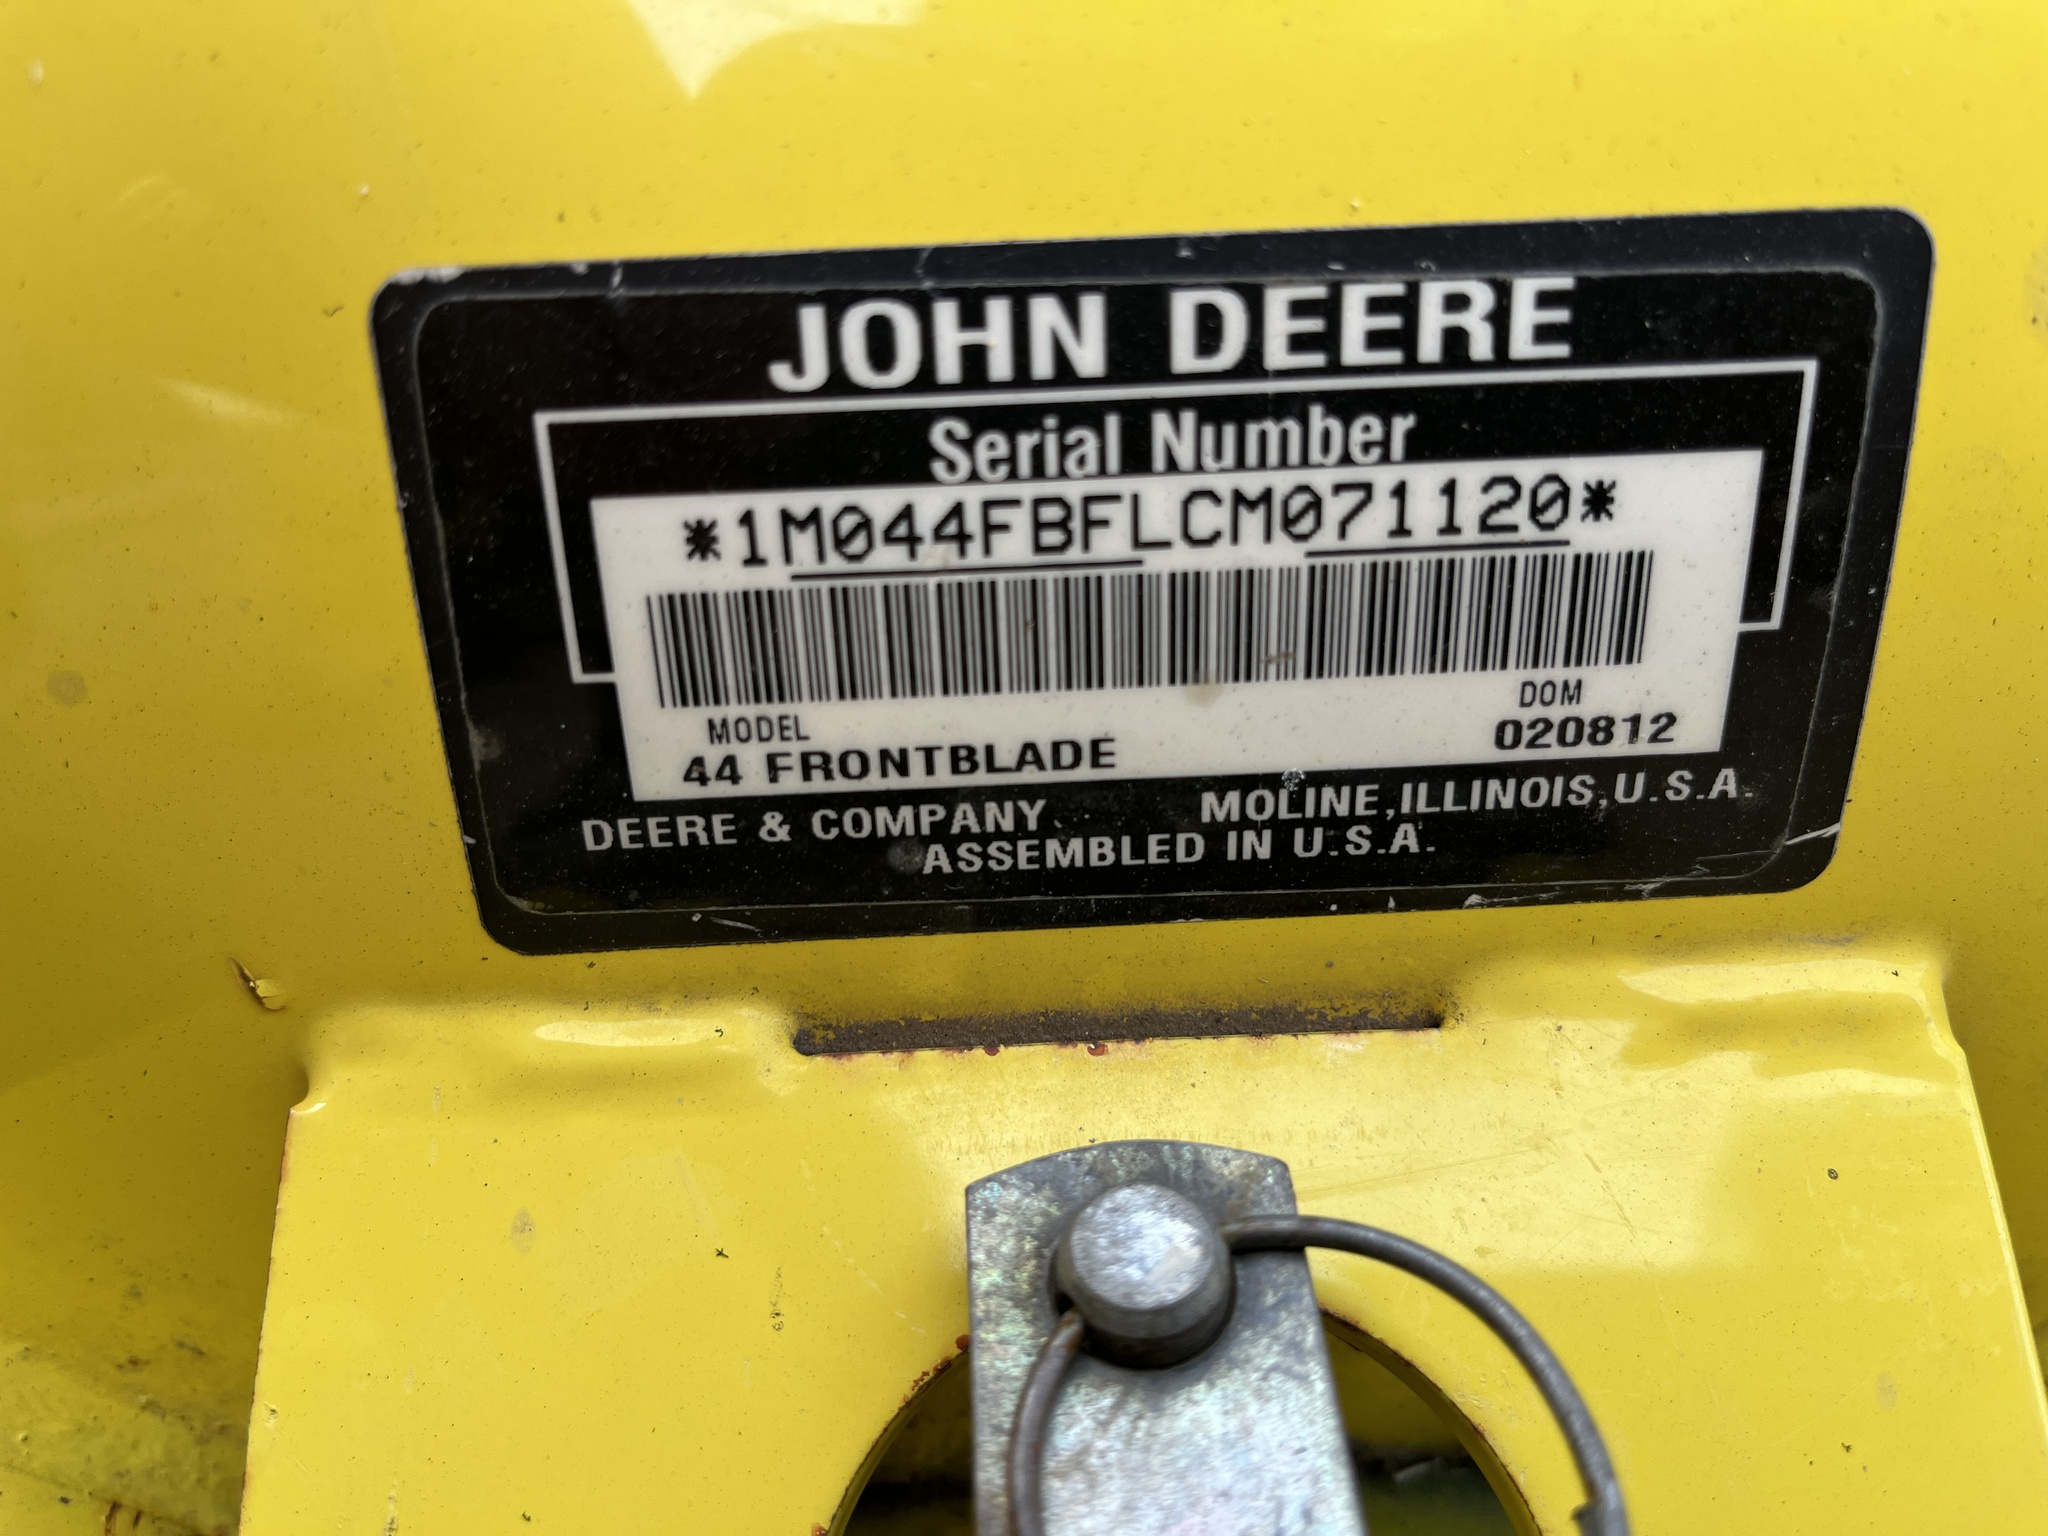 JOHN DEERE
Serial Number
*1M044FBFLCM071120*
MODEL DOM
44 FRONTBLADE 020812
DEERE & COMPANY MOLINE, ILLINOIS, U.S.A.
ASSEMBLED IN U.S.A.